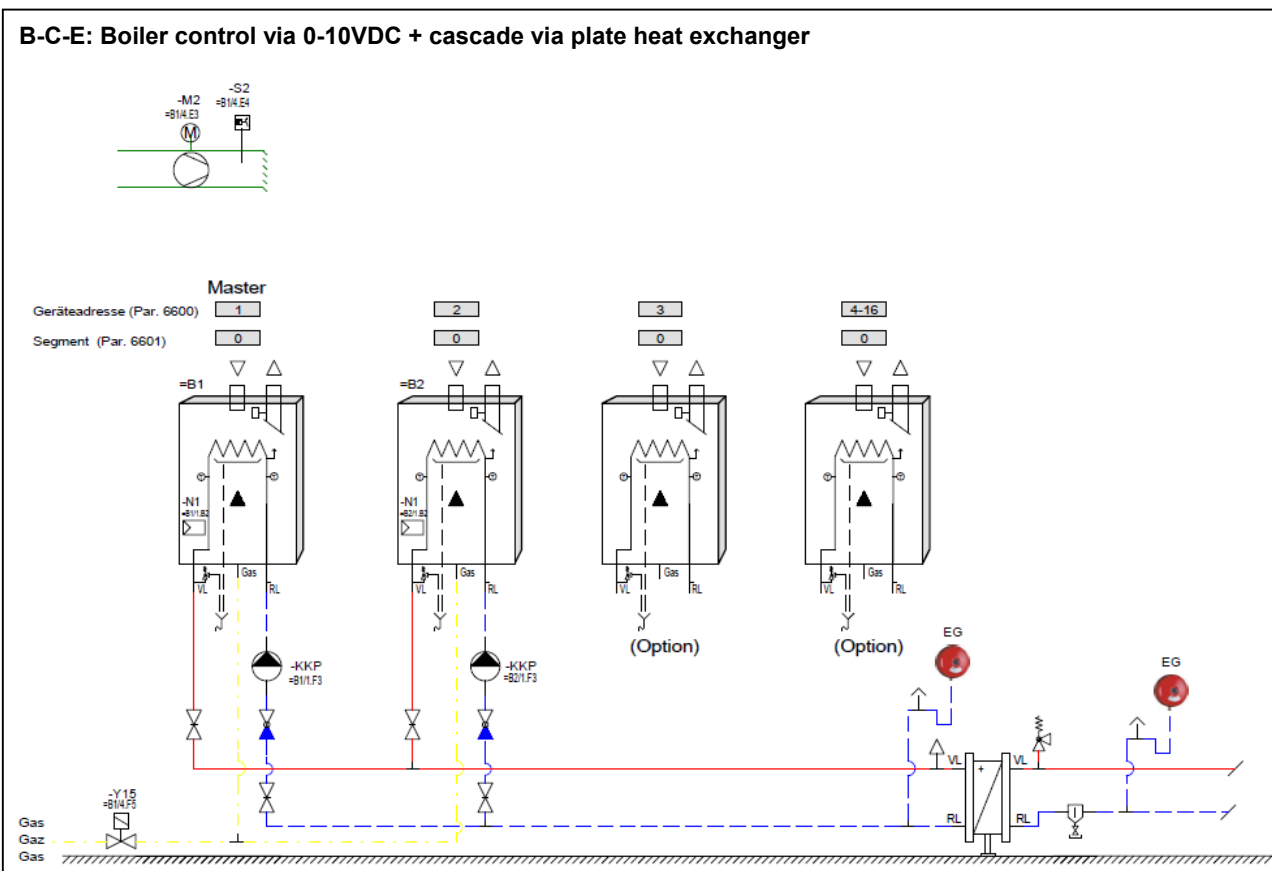 B-C-E: Boiler control via 0-10VDC + cascade via plate heat exchanger
-S2
=B1/4.E4
-M2
=B1/4.E3
M
Master
Geräteadresse (Par. 6600) 1 2 3 4-16
Segment (Par. 6601) 0 0 0 0
=B1 =B2
-N1 -N1
=B1/1.B2 =B2/1.B2
Gas Gas Gas Gas
VL RL VL RL VL RL VL RL
(Option) (Option)
EG
EG
-KKP -KKP
=B1/1.F3 =B2/1.F3
VL VL
+
-Y15
=B1/4.F5
RL RL
Gas
Gaz
Gas